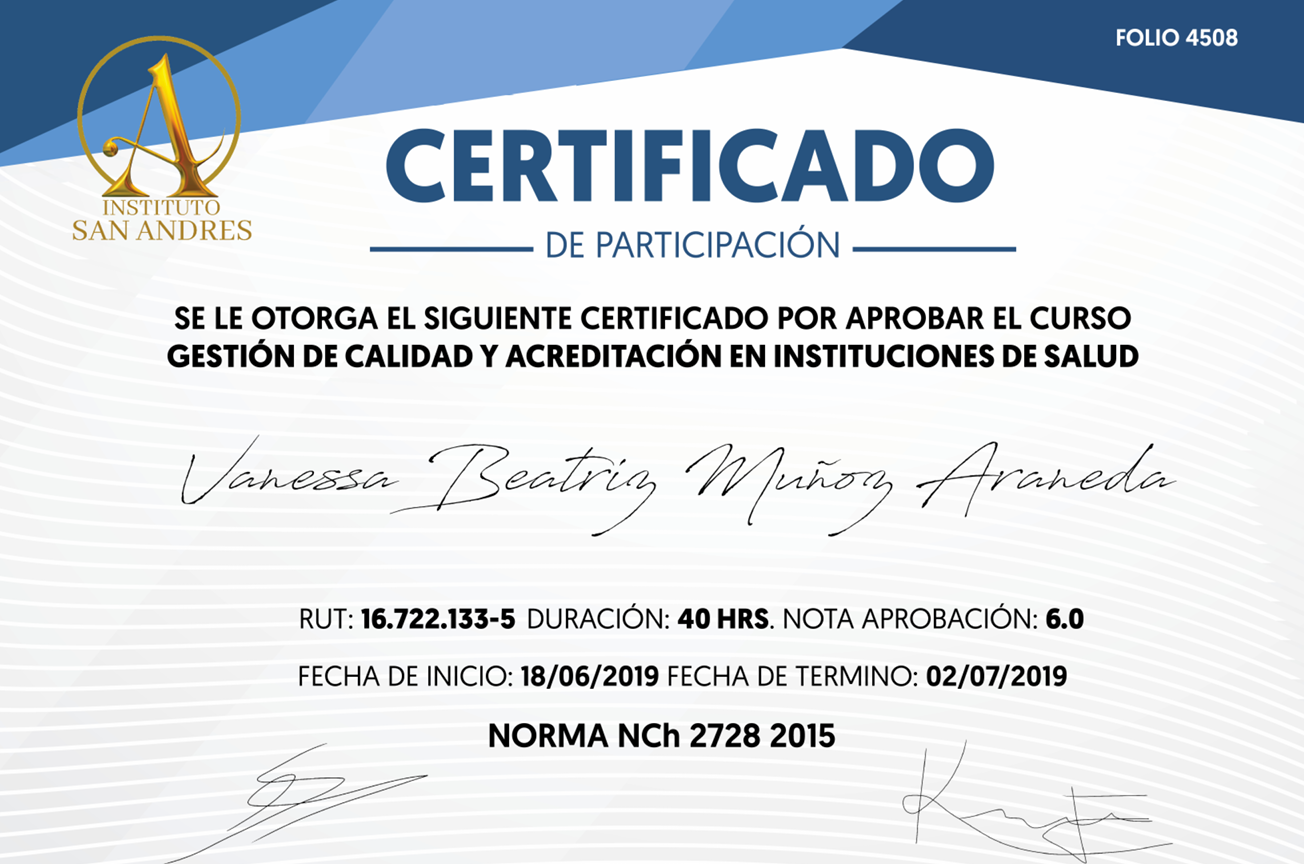 FOLIO 4508
INSTITUTO
SAN ANDRES
CERTIFICADO
DE PARTICIPACIÓN
SE LE OTORGA EL SIGUIENTE CERTIFICADO POR APROBAR EL CURSO
GESTIÓN DE CALIDAD Y ACREDITACIÓN EN INSTITUCIONES DE SALUD
Vanessa Beatriz Muñoz Araneda
RUT: 16.722.133-5 DURACIÓN: 40 HRS. NOTA APROBACIÓN: 6.0
FECHA DE INICIO: 18/06/2019 FECHA DE TERMINO: 02/07/2019
NORMA NCh 2728 2015